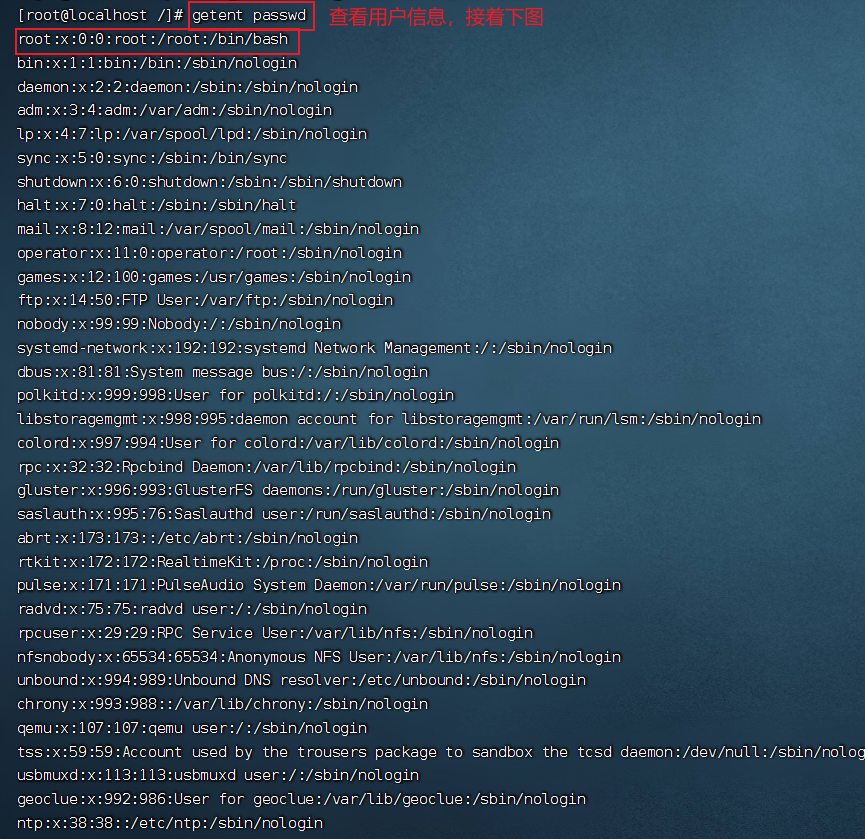 [root@localhost /]# getent passwd 查看用户信息，接着下图
root:x:0:0:root:/root:/bin/bash
bin:x:1:1:bin:/bin:/sbin/nologin
daemon:x:2:2:daemon:/sbin:/sbin/nologin
adm:x:3:4:adm:/var/adm:/sbin/nologin
lp:x:4:7:lp:/var/spool/lpd:/sbin/nologin
sync:x:5:0:sync:/sbin:/bin/sync
shutdown:x:6:0:shutdown:/sbin:/sbin/shutdown
halt:x:7:0:halt:/sbin:/sbin/halt
mail:x:8:12:mail:/var/spool/mail:/sbin/nologin
operator:x:11:0:operator:/root:/sbin/nologin
games:x:12:100:games:/usr/games:/sbin/nologin
ftp:x:14:50:FTP User:/var/ftp:/sbin/nologin
nobody:x:99:99:Nobody:/:/sbin/nologin
systemd-network:x:192:192:systemd Network Management:/:/sbin/nologin
dbus:x:81:81:System message bus:/:/sbin/nologin
polkitd:x:999:998:User for polkitd:/:/sbin/nologin
libstoragemgmt:x:998:995:daemon account for libstoragemgmt:/var/run/lsm:/sbin/nologin
colord:x:997:994:User for colord:/var/lib/colord:/sbin/nologin
rpc:x:32:32:Rpcbind Daemon:/var/lib/rpcbind:/sbin/nologin
gluster:x:996:993:GlusterFS daemons:/run/gluster:/sbin/nologin
saslauth:x:995:76:Saslauthd user:/run/saslauthd:/sbin/nologin
abrt:x:173:173::/etc/abrt:/sbin/nologin
rtkit:x:172:172:RealtimeKit:/proc:/sbin/nologin
pulse:x:171:171:PulseAudio System Daemon:/var/run/pulse:/sbin/nologin
radvd:x:75:75:radvd user:/:/sbin/nologin
rpcuser:x:29:29:RPC Service User:/var/lib/nfs:/sbin/nologin
nfsnobody:x:65534:65534:Anonymous NFS User:/var/lib/nfs:/sbin/nologin
unbound:x:994:989:Unbound DNS resolver:/etc/unbound:/sbin/nologin
chrony:x:993:988::/var/lib/chrony:/sbin/nologin
qemu:x:107:107:qemu user:/:/sbin/nologin
tss:x:59:59:Account used by the trousers package to sandbox the tcsd daemon:/dev/null:/sbin/nolog
usbmuxd:x:113:113:usbmuxd user:/:/sbin/nologin
geoclue:x:992:986:User for geoclue:/var/lib/geoclue:/sbin/nologin
ntp:x:38:38::/etc/ntp:/sbin/nologin